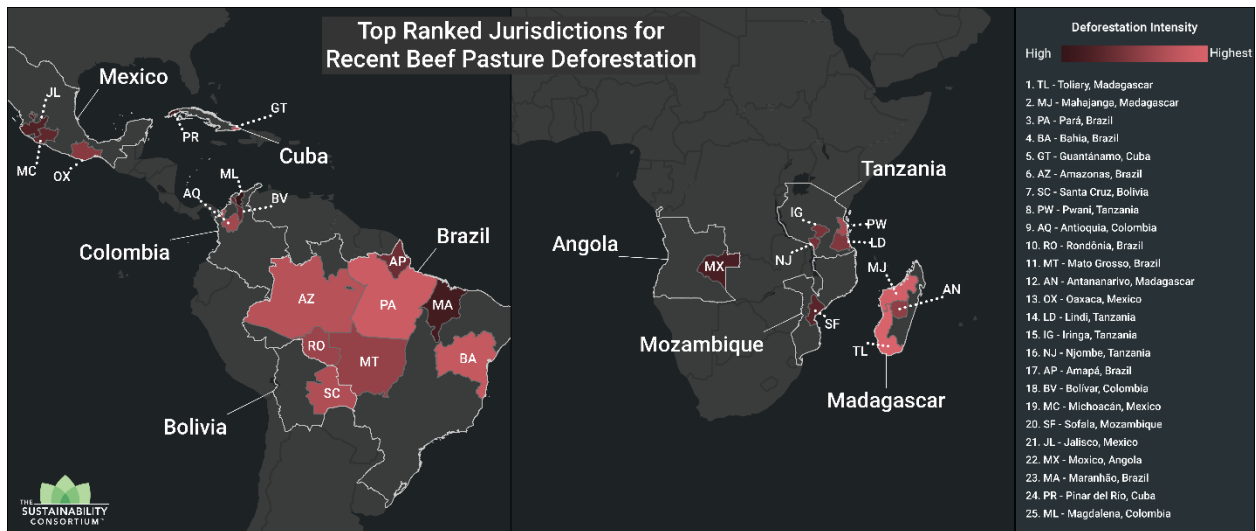 Top Ranked Jurisdictions for
Recent Beef Pasture Deforestation
Mexico
JL
MC
OX
GT
PR
Cuba
ML
AQ
BV
Colombia
Brazil
AP
AZ
PA
MA
RO
MT
BA
SC
Bolivia
THE
SUSTAINABILITY
CONSORTIUM™
Tanzania
IG
PW
Angola
LD
NJ
MX
MJ
AN
SF
Mozambique
TL
Madagascar
Deforestation Intensity
High Highest
1. TL - Toliary, Madagascar
2. MJ - Mahajanga, Madagascar
3. PA - Pará, Brazil
4. BA - Bahia, Brazil
5. GT - Guantánamo, Cuba
6. AZ - Amazonas, Brazil
7. SC - Santa Cruz, Bolivia
8. PW - Pwani, Tanzania
9. AQ - Antioquia, Colombia
10. RO - Rondônia, Brazil
11. MT - Mato Grosso, Brazil
12. AN - Antananarivo, Madagascar
13. OX - Oaxaca, Mexico
14. LD - Lindi, Tanzania
15. IG - Iringa, Tanzania
16. NJ - Njombe, Tanzania
17. AP - Amapá, Brazil
18. BV - Bolívar, Colombia
19. MC - Michoacán, Mexico
20. SF - Sofala, Mozambique
21. JL - Jalisco, Mexico
22. MX - Moxico, Angola
23. MA - Maranhão, Brazil
24. PR - Pinar del Río, Cuba
25. ML - Magdalena, Colombia